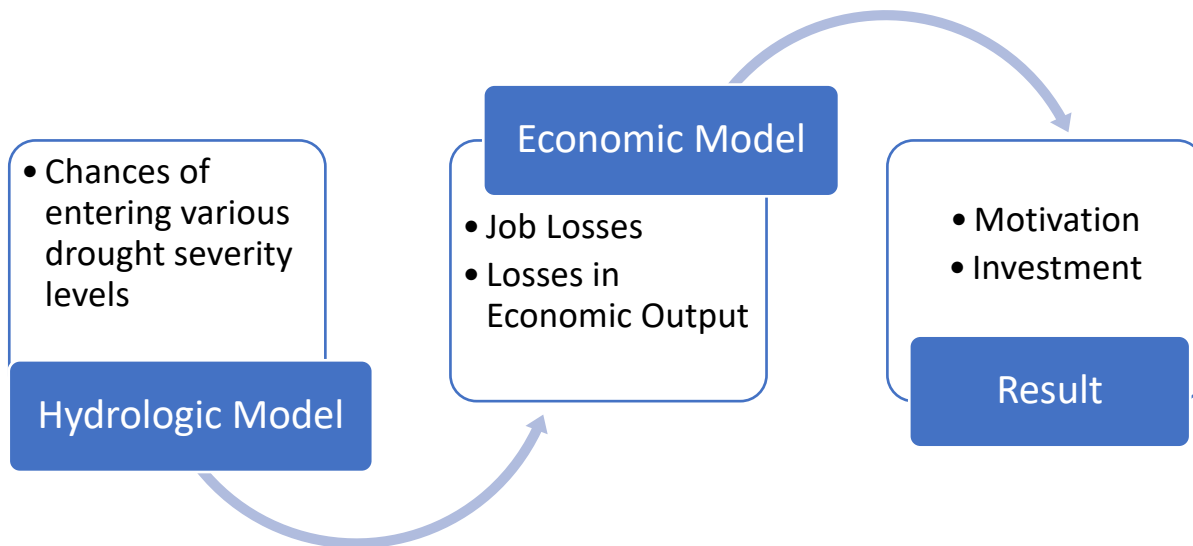 • Chances of
entering various
drought severity
levels
Hydrologic Model
Economic Model
• Job Losses
• Losses in
Economic Output
• Motivation
• Investment
Result